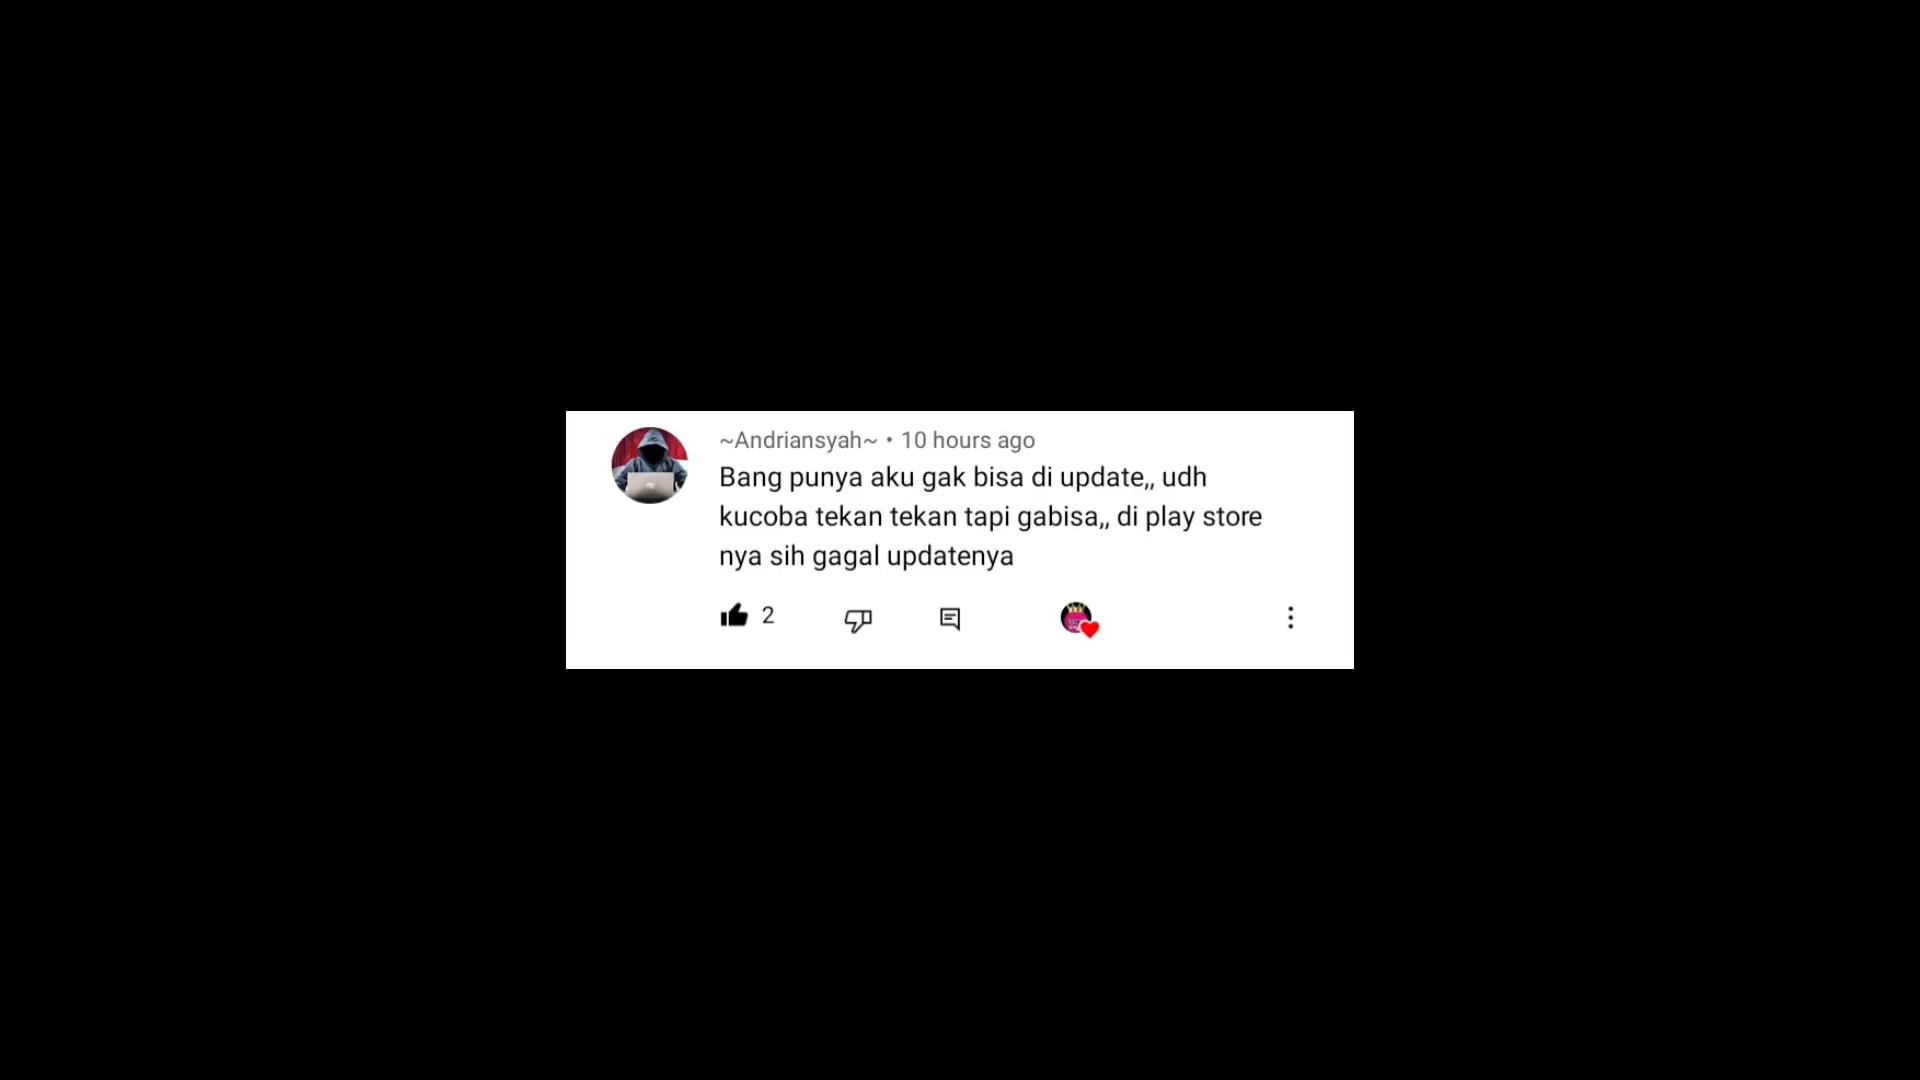 ~Andriansyah~ • 10 hours ago
Bang punya aku gak bisa di update,, udh
kucoba tekan tekan tapi gabisa,, di play store
nya sih gagal updatenya
2